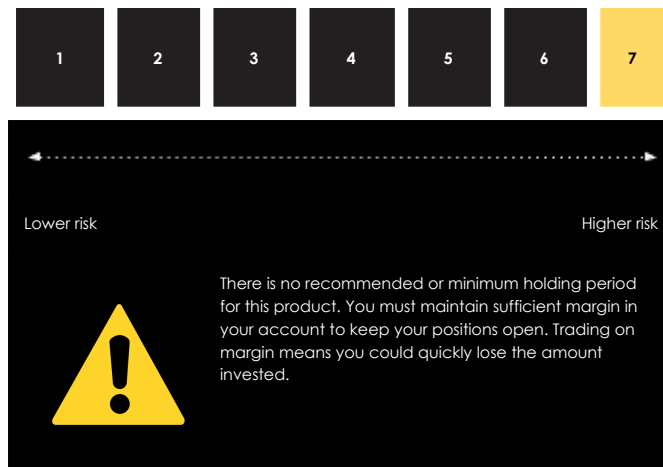 1 2 3 4 5 6 7
Lower risk Higher risk
There is no recommended or minimum holding period
for this product. You must maintain sufficient margin in
your account to keep your positions open. Trading on
margin means you could quickly lose the amount
invested.